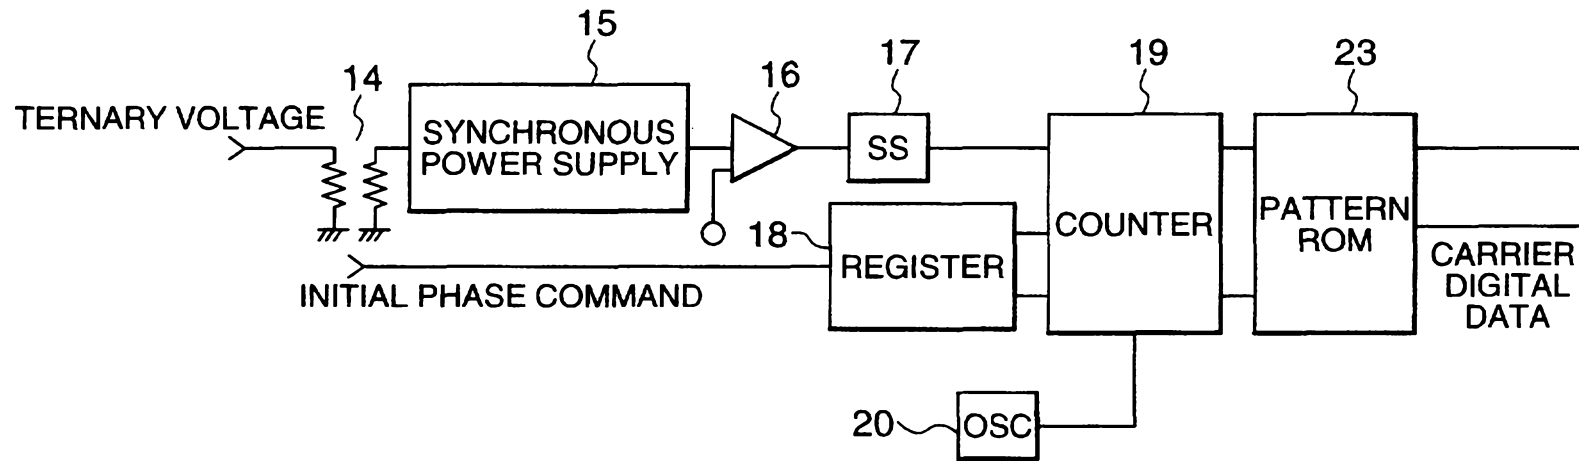 15
17
19
23
14
16
TERNARY VOLTAGE
SYNCHRONOUS
POWER SUPPLY
SS
COUNTER
PATTERN
ROM
18
REGISTER
INITIAL PHASE COMMAND
CARRIER
DIGITAL
DATA
20
OSC